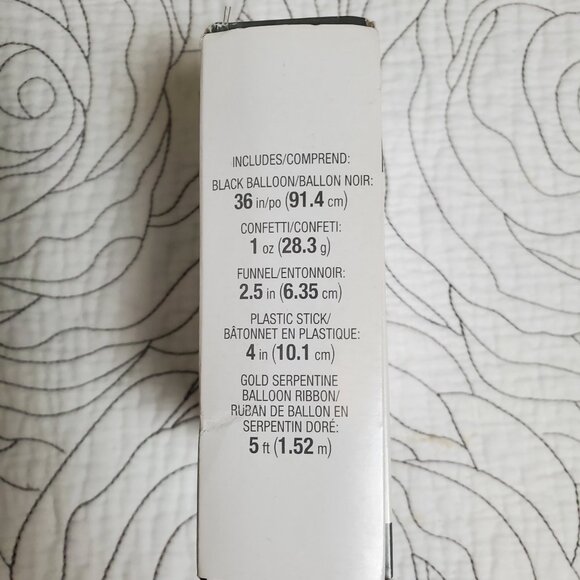 INCLUDES/COMPREND:
BLACK BALLOON/BALLON NOIR:
36 in/po (91.4 cm)
CONFETTI/CONFETI:
1 oz (28.3 g)
FUNNEL/ENTONNOIR:
2.5 in (6.35 cm)
PLASTIC STICK/
BÂTONNET EN PLASTIQUE:
4 in (10.1 cm)
GOLD SERPENTINE
BALLOON RIBBON/
RUBAN DE BALLON EN
SERPENTIN DORÉ:
5 ft (1.52 m)